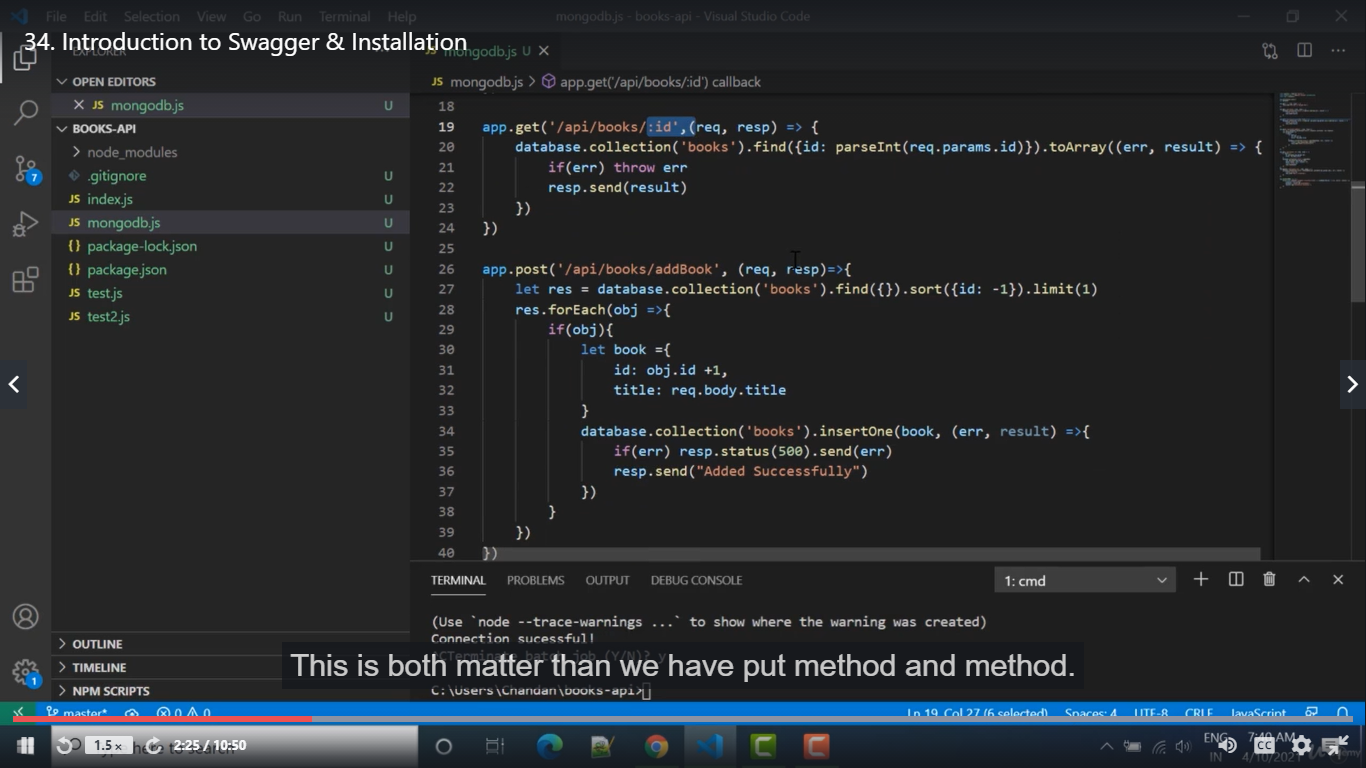 File Edit Selection View Go Run Terminal Help
mongodb.js - books-api - Visual Studio Code
34. Introduction to Swagger & Installation
EXPLORER
mongodb.js U
OPEN EDITORS
JS mongodb.js U
BOOKS-API
node_modules
.gitignore U
JS index.js U
JS mongodb.js U
{} package-lock.json U
{} package.json U
JS test.js U
JS test2.js U
OUTLINE
TIMELINE
NPM SCRIPTS
7
1
JS mongodb.js > app.get('/api/books/:id') callback
18
19 app.get('/api/books/:id',(req, resp) => {
20 database.collection('books').find({id: parseInt(req.params.id)}).toArray((err, result) => {
21 if(err) throw err
22 resp.send(result)
23 })
24 })
25
26 app.post('/api/books/addBook', (req, resp)=>{
27 let res = database.collection('books').find({}).sort({id: -1}).limit(1)
28 res.forEach(obj =>{
29 if(obj){
30 let book ={
31 id: obj.id +1,
32 title: req.body.title
33 }
34 database.collection('books').insertOne(book, (err, result) =>{
35 if(err) resp.status(500).send(err)
36 resp.send("Added Successfully")
37 })
38 }
39 })
40 })
TERMINAL PROBLEMS OUTPUT DEBUG CONSOLE
1: cmd
(Use `node --trace-warnings ...` to show where the warning was created)
Connection sucessful!
^CTerminate batch job (Y/N)? y
This is both matter than we have put method and method.
C:\Users\Chandan\books-api>
master* 0 0
Ln 19, Col 27 (6 selected) Spaces: 4 UTF-8 CRLF JavaScript
1.5 x
here to search
2:25 / 10:50
ENG
IN
7:40 AM
4/10/2021
CC